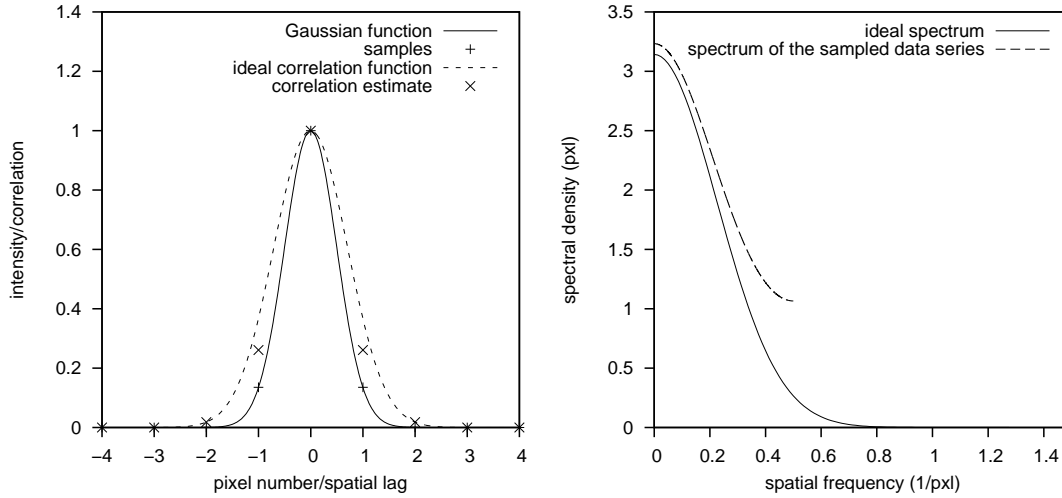 1.4
1.2
1
0.8
0.6
0.4
0.2
0
intensity/correlation
Gaussian function
samples
ideal correlation function
correlation estimate
−4 −3 −2 −1 0 1 2 3 4
pixel number/spatial lag
4
3.5
3
2.5
2
1.5
1
0.5
0
spectral density (pxl)
ideal spectrum
spectrum of the sampled data series
0 0.2 0.4 0.6 0.8 1 1.2 1.4
spatial frequency (1/pxl)